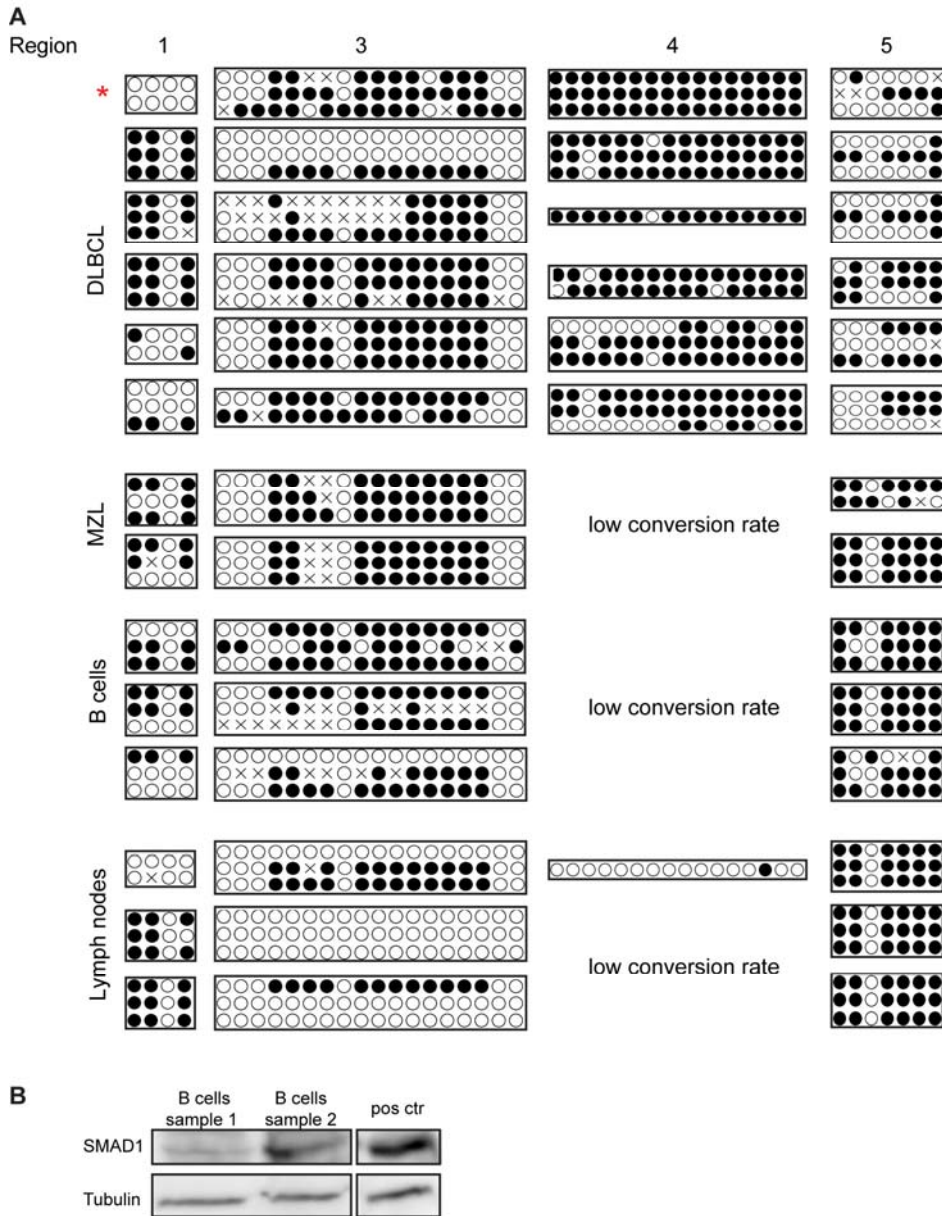 A
Region 1 3 4 5
*
DLBCL
MZL
low conversion rate
B cells
low conversion rate
Lymph nodes
low conversion rate
B
B cells sample 1
B cells sample 2
pos ctr
SMAD1
Tubulin